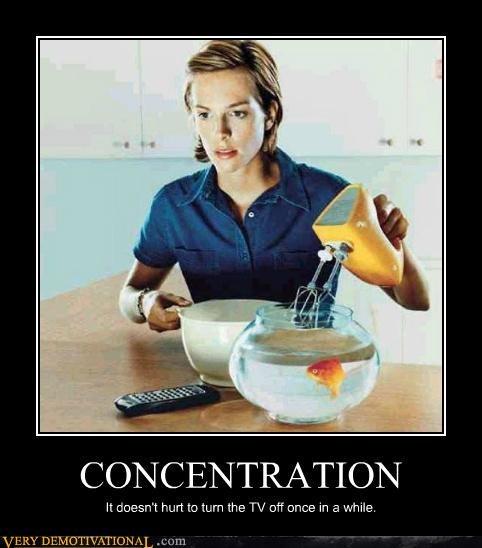 CONCENTRATION
It doesn't hurt to turn the TV off once in a while.
VERY DEMOTIVATIONAL.com